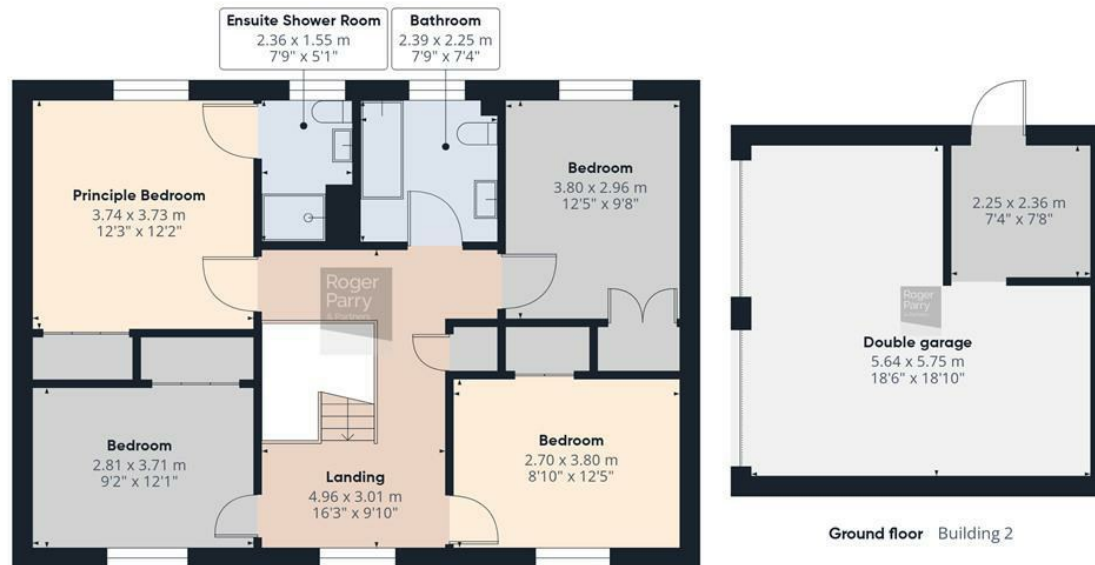 Ensuite Shower Room
2.36 x 1.55 m
7'9" x 5'1"
Bathroom
2.39 x 2.25 m
7'9" x 7'4"
Principle Bedroom
3.74 x 3.73 m
12'3" x 12'2"
Bedroom
3.80 x 2.96 m
12'5" x 9'8"
Roger
Parry
& Partners
Bedroom
2.81 x 3.71 m
9'2" x 12'1"
Landing
4.96 x 3.01 m
16'3" x 9'10"
Bedroom
2.70 x 3.80 m
8'10" x 12'5"
2.25 x 2.36 m
7'4" x 7'8"
Roger
Parry
& Partners
Double garage
5.64 x 5.75 m
18'6" x 18'10"
Ground floor Building 2